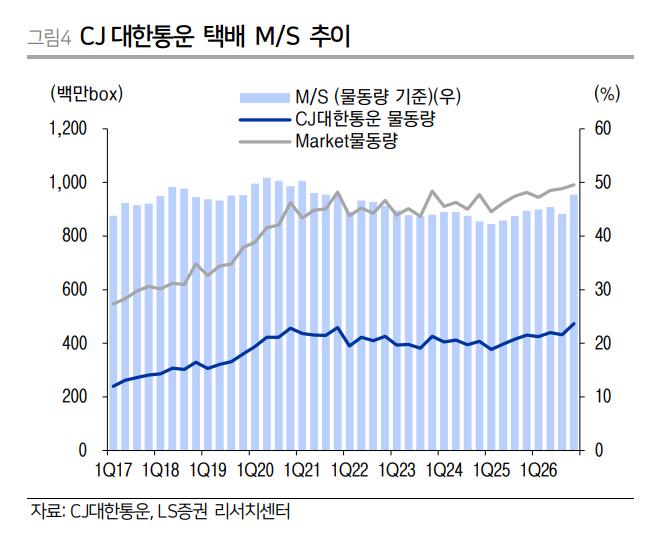 그림4 CJ대한통운 택배 M/S 추이
(백만box)
(%)
M/S (물동량 기준)(우)
CJ대한통운 물동량
Market물동량
1,200
1,000
800
600
400
200
0
60
50
40
30
20
10
0
1Q17 1Q18 1Q19 1Q20 1Q21 1Q22 1Q23 1Q24 1Q25 1Q26
자료: CJ대한통운, LS증권 리서치센터